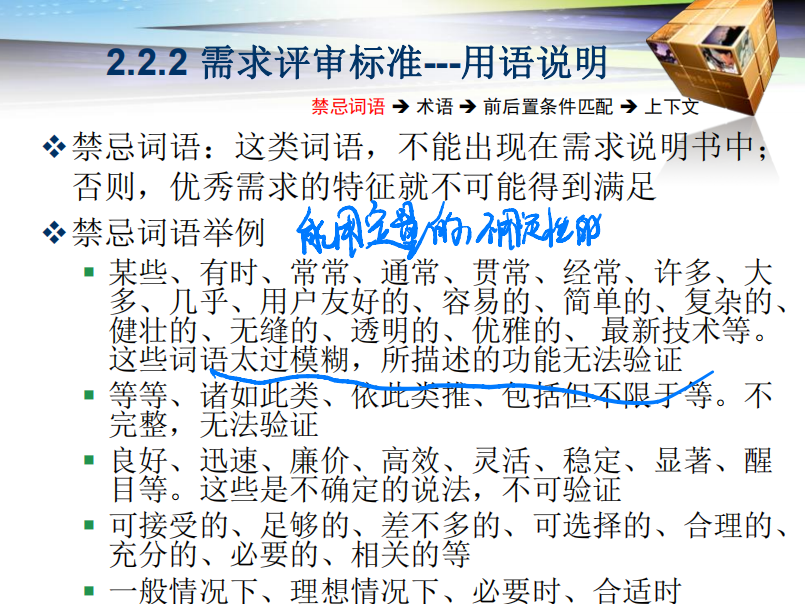 2.2.2 需求评审标准---用语说明
禁忌词语 → 术语 → 前后置条件匹配 → 上下文
❖禁忌词语：这类词语，不能出现在需求说明书中；
否则，优秀需求的特征就不可能得到满足
❖禁忌词语举例 能用定量的，不用定性的
▪ 某些、有时、常常、通常、贯常、经常、许多、大
多、几乎、用户友好的、容易的、简单的、复杂的、
健壮的、无缝的、透明的、优雅的、 最新技术等。
这些词语太过模糊，所描述的功能无法验证
▪ 等等、诸如此类、依此类推、包括但不限于等。不
完整，无法验证
▪ 良好、迅速、廉价、高效、灵活、稳定、显著、醒
目等。这些是不确定的说法，不可验证
▪ 可接受的、足够的、差不多的、可选择的、合理的、
充分的、必要的、相关的等
▪ 一般情况下、理想情况下、必要时、合适时